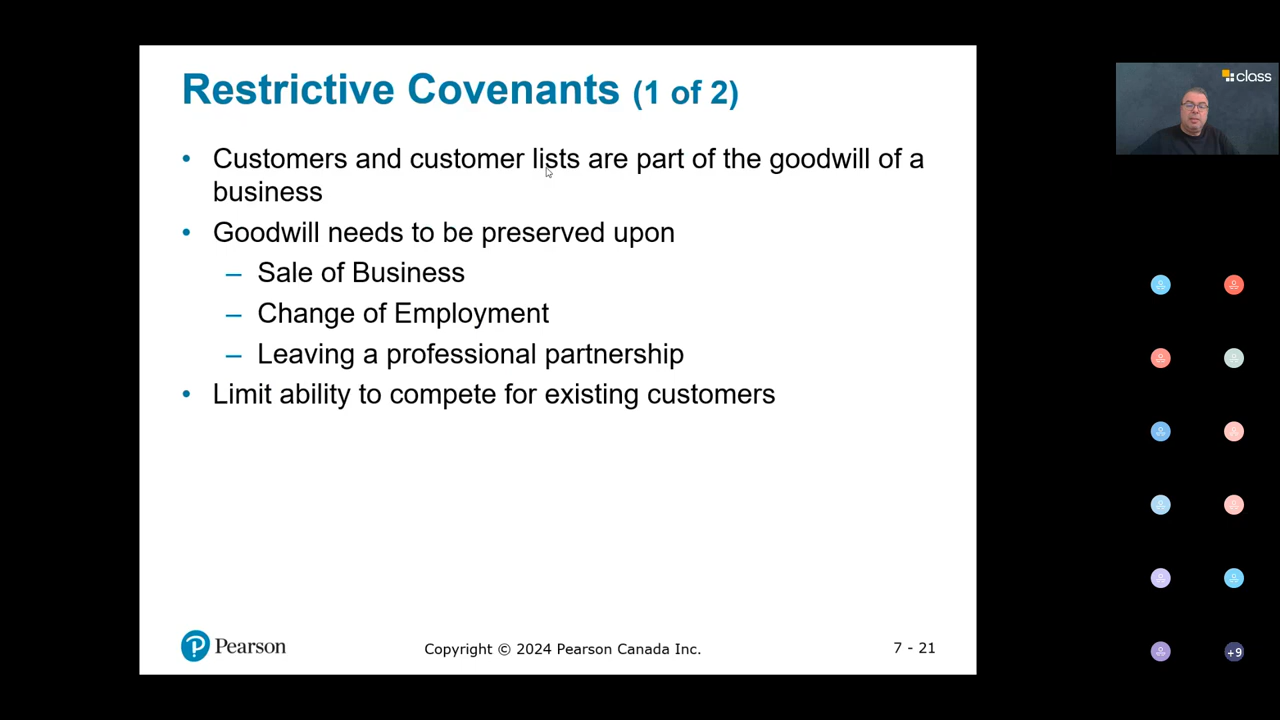 Restrictive Covenants (1 of 2)
• Customers and customer lists are part of the goodwill of a
business
• Goodwill needs to be preserved upon
– Sale of Business
– Change of Employment
– Leaving a professional partnership
• Limit ability to compete for existing customers
Pearson
Copyright © 2024 Pearson Canada Inc.
7 - 21
class
+9